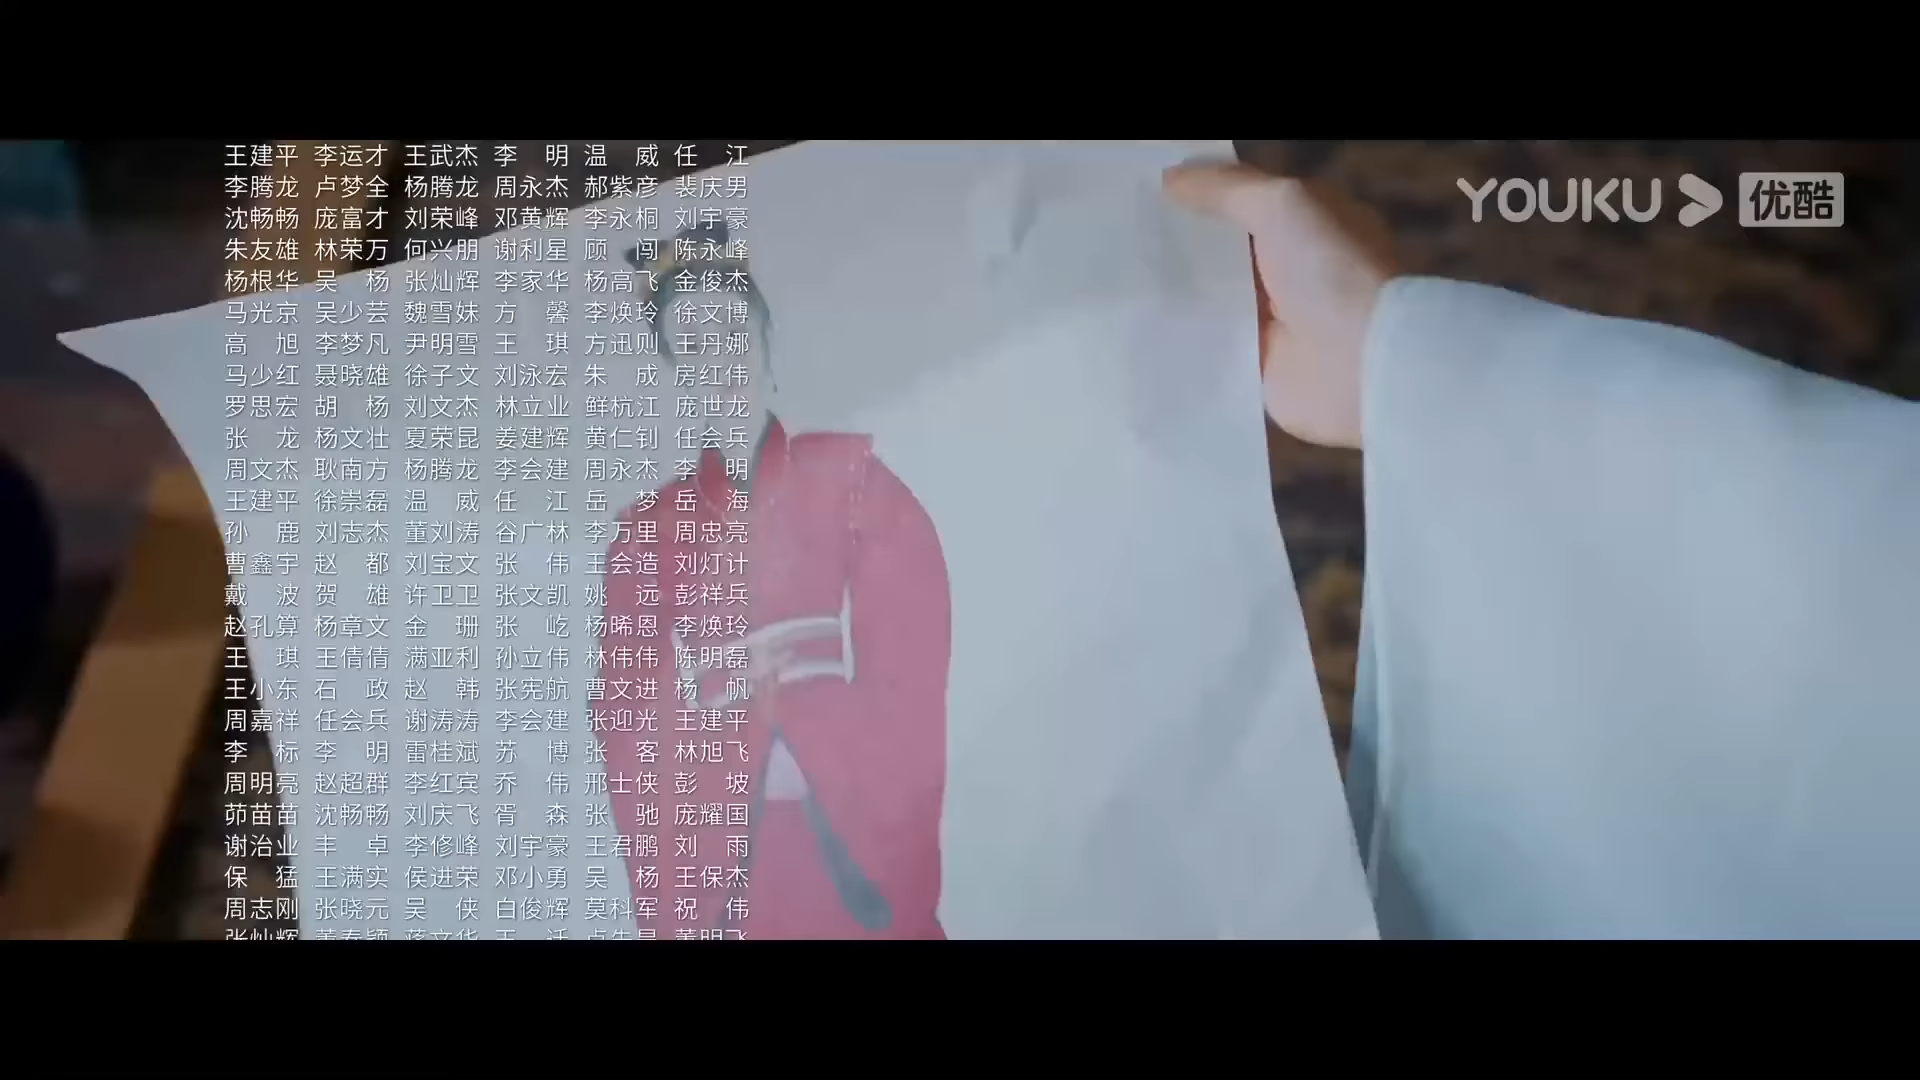 YOUKU 优酷
王建平 李运才 王武杰 李　明 温　威 任　江
李腾龙 卢梦全 杨腾龙 周永杰 郝紫彦 裴庆男
沈畅畅 庞富才 刘荣峰 邓黄辉 李永桐 刘宇豪
朱友雄 林荣万 何兴朋 谢利星 顾　闯 陈永峰
杨根华 吴　杨 张灿辉 李家华 杨高飞 金俊杰
马光京 吴少芸 魏雪妹 方　馨 李焕玲 徐文博
高　旭 李梦凡 尹明雪 王　琪 方迅则 王丹娜
马少红 聂晓雄 徐子文 刘泳宏 朱　成 房红伟
罗思宏 胡　杨 刘文杰 林立业 鲜杭江 庞世龙
张　龙 杨文壮 夏荣昆 姜建辉 黄仁钊 任会兵
周文杰 耿南方 杨腾龙 李会建 周永杰 李　明
王建平 徐崇磊 温　威 任　江 岳　梦 岳　海
孙　鹿 刘志杰 董刘涛 谷广林 李万里 周忠亮
曹鑫宇 赵　都 刘宝文 张　伟 王会造 刘灯计
戴　波 贺　雄 许卫卫 张文凯 姚　远 彭祥兵
赵孔算 杨章文 金　珊 张　屹 杨晞恩 李焕玲
王　琪 王倩倩 满亚利 孙立伟 林伟伟 陈明磊
王小东 石　政 赵　韩 张宪航 曹文进 杨　帆
周嘉祥 任会兵 谢涛涛 李会建 张迎光 王建平
李　标 李　明 雷桂斌 苏　博 张　客 林旭飞
周明亮 赵超群 李红宾 乔　伟 邢士侠 彭　坡
茆苗苗 沈畅畅 刘庆飞 胥　森 张　驰 庞耀国
谢治业 丰　卓 李修峰 刘宇豪 王君鹏 刘　雨
保　猛 王满实 侯进荣 邓小勇 吴　杨 王保杰
周志刚 张晓元 吴　侠 白俊辉 莫科军 祝　伟
张灿辉